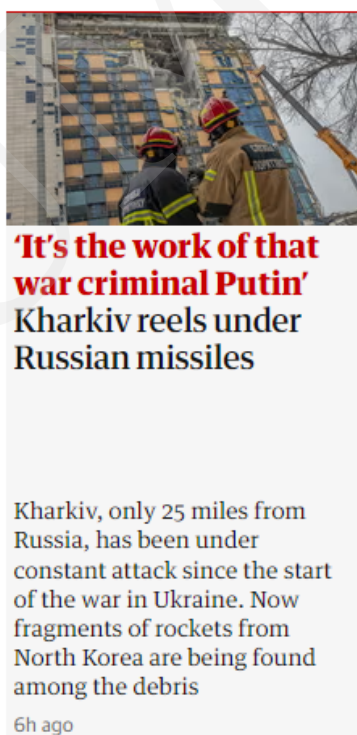 ‘It’s the work of that
war criminal Putin’
Kharkiv reels under
Russian missiles
Kharkiv, only 25 miles from
Russia, has been under
constant attack since the start
of the war in Ukraine. Now
fragments of rockets from
North Korea are being found
among the debris
6h ago